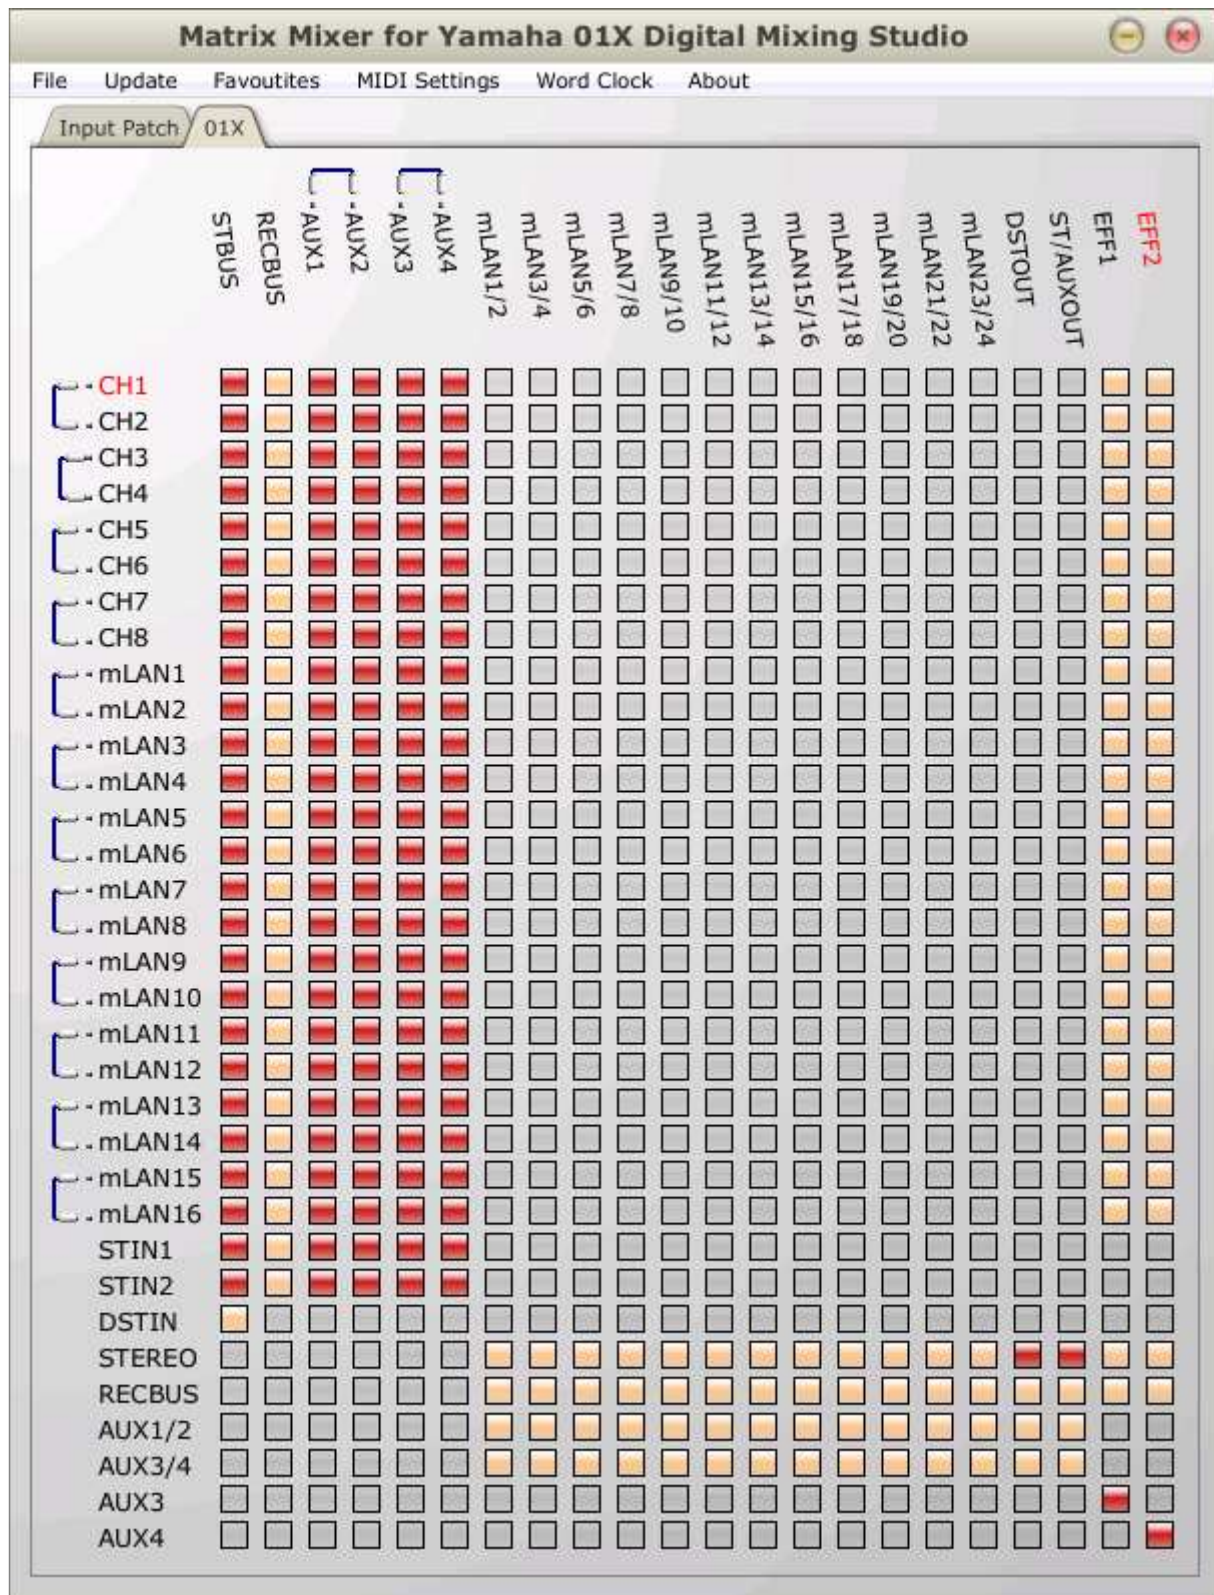 Matrix Mixer for Yamaha 01X Digital Mixing Studio
File Update Favoutites MIDI Settings Word Clock About
Input Patch 01X
STBUS RECBUS AUX1 AUX2 AUX3 AUX4 mLAN1/2 mLAN3/4 mLAN5/6 mLAN7/8 mLAN9/10 mLAN11/12 mLAN13/14 mLAN15/16 mLAN17/18 mLAN19/20 mLAN21/22 mLAN23/24 DSTOUT ST/AUXOUT EFF1 EFF2
CH1
CH2
CH3
CH4
CH5
CH6
CH7
CH8
mLAN1
mLAN2
mLAN3
mLAN4
mLAN5
mLAN6
mLAN7
mLAN8
mLAN9
mLAN10
mLAN11
mLAN12
mLAN13
mLAN14
mLAN15
mLAN16
STIN1
STIN2
DSTIN
STEREO
RECBUS
AUX1/2
AUX3/4
AUX3
AUX4